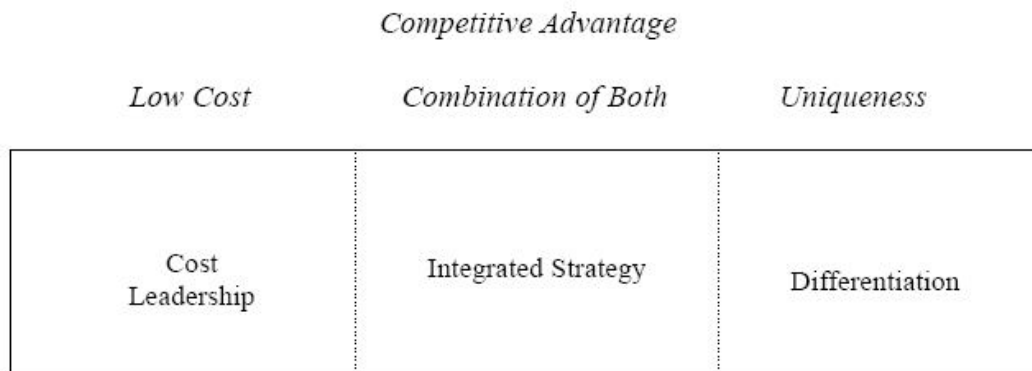 Competitive Advantage
Low Cost
Combination of Both
Uniqueness
Cost
Leadership
Integrated Strategy
Differentiation